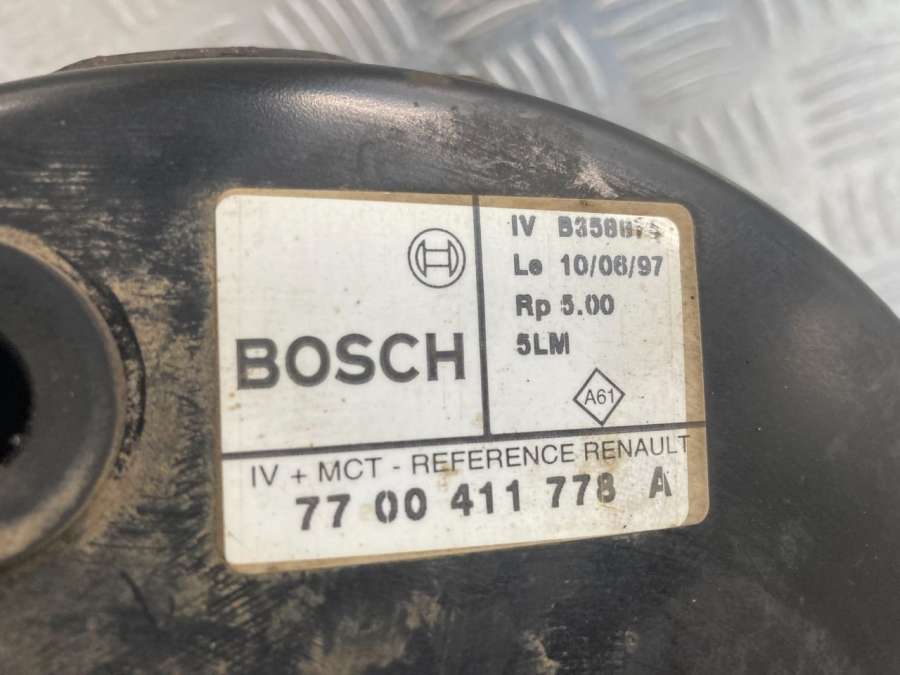 IV
Le 10/06/97
Rp 5.00
5LM
BOSCH
A61
IV + MCT - REFERENCE RENAULT
77 00 411 778 A